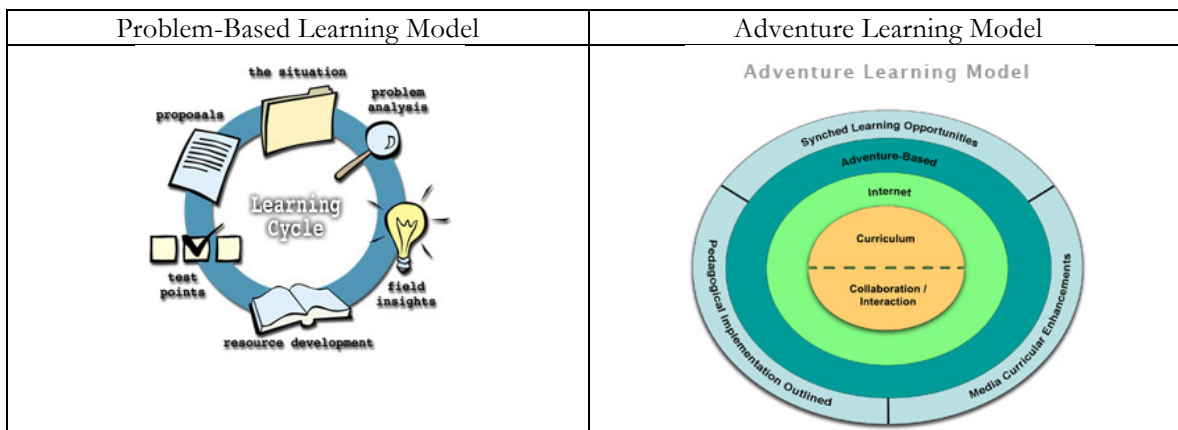 Problem-Based Learning Model
Adventure Learning Model
the situation
problem
analysis
proposals
Learning
Cycle
test
points
field
insights
resource development
Adventure Learning Model
Synched Learning Opportunities
Adventure-Based
Internet
Curriculum
Collaboration /
Interaction
Pedagogical Implementation Outlined
Media Curricular Enhancements